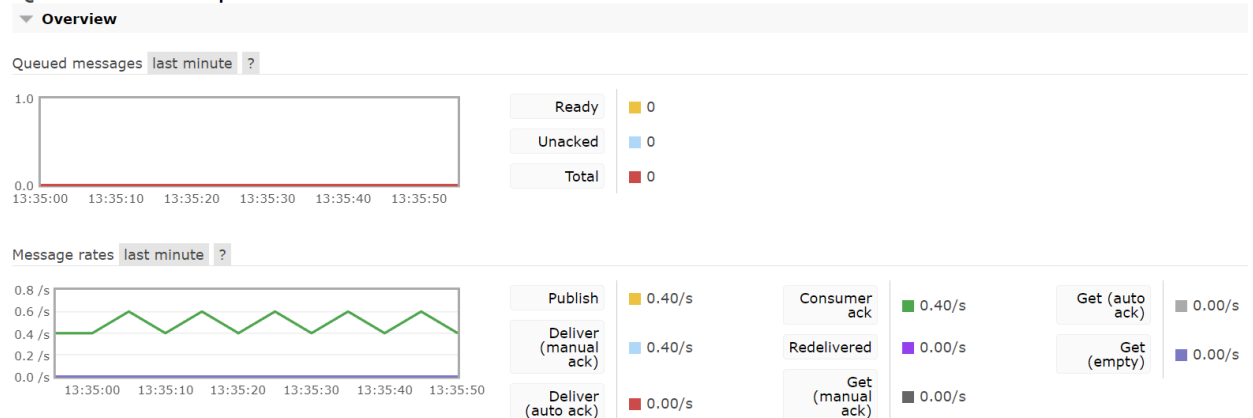 Overview
Queued messages last minute ?
1.0
0.0
13:35:00 13:35:10 13:35:20 13:35:30 13:35:40 13:35:50
Ready 0
Unacked 0
Total 0
Message rates last minute ?
0.8 /s
0.6 /s
0.4 /s
0.2 /s
0.0 /s
13:35:00 13:35:10 13:35:20 13:35:30 13:35:40 13:35:50
Publish 0.40/s
Deliver
(manual 0.40/s
ack)
Deliver
(auto ack) 0.00/s
Consumer
ack 0.40/s
Redelivered 0.00/s
Get
(manual 0.00/s
ack)
Get (auto
ack) 0.00/s
Get
(empty) 0.00/s